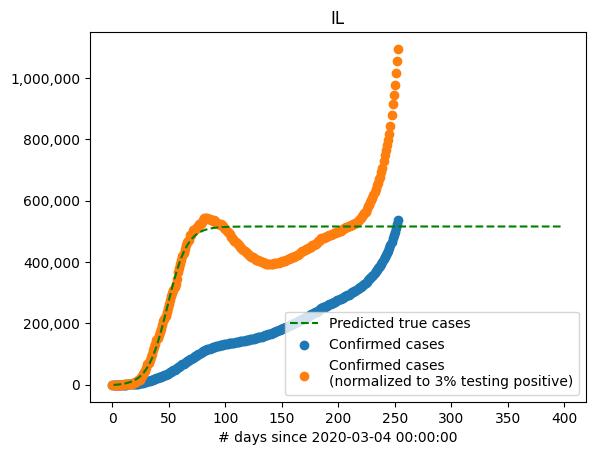 IL
1,000,000
800,000
600,000
400,000
200,000
0
Predicted true cases
Confirmed cases
Confirmed cases
(normalized to 3% testing positive)
0 50 100 150 200 250 300 350 400
# days since 2020-03-04 00:00:00